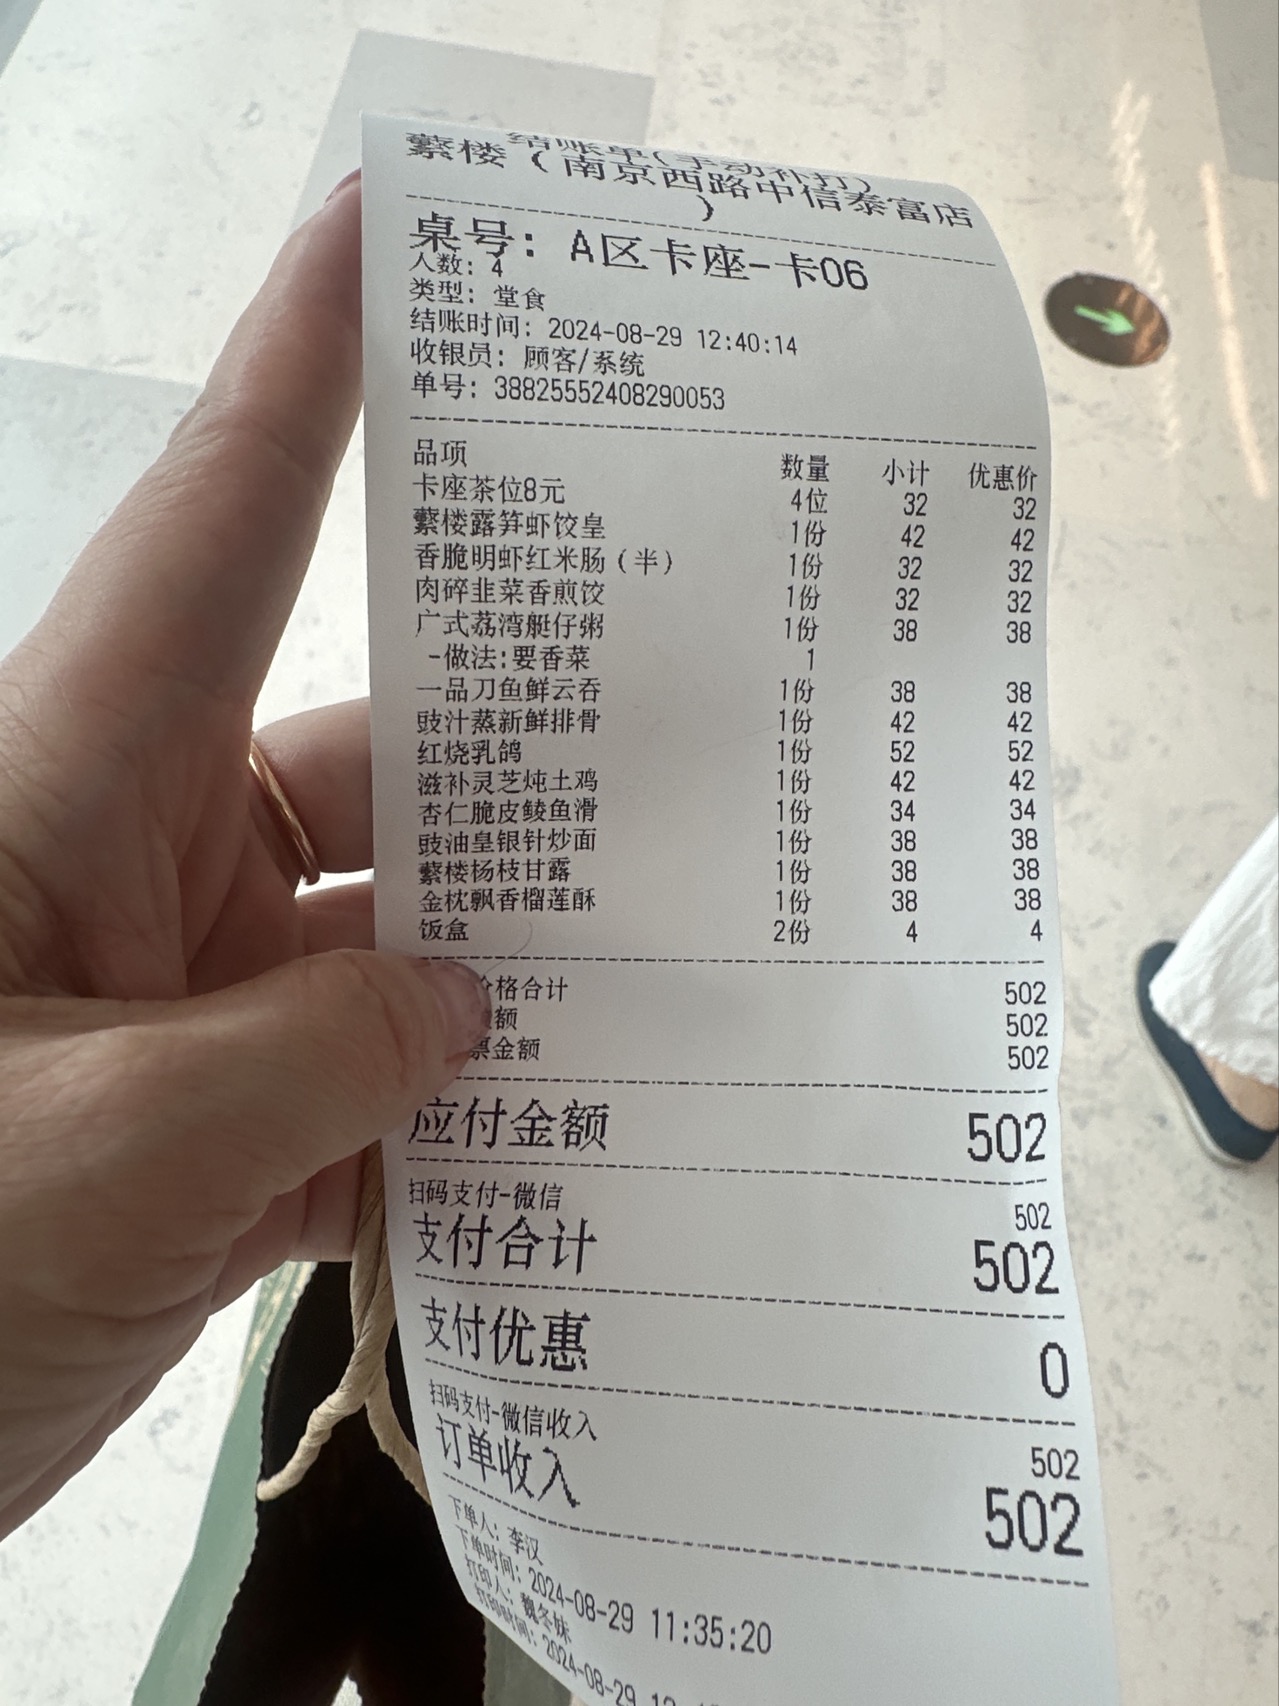 结账单(手动补打)
蘩楼（南京西路中信泰富店
）
桌号：A区卡座-卡06
人数：4
类型：堂食
结账时间：2024-08-29 12:40:14
收银员：顾客/系统
单号：38825552408290053
品项 数量 小计 优惠价
卡座茶位8元 4位 32 32
蘩楼露笋虾饺皇 1份 42 42
香脆明虾红米肠（半） 1份 32 32
肉碎韭菜香煎饺 1份 32 32
广式荔湾艇仔粥 1份 38 38
-做法:要香菜 1
一品刀鱼鲜云吞 1份 38 38
豉汁蒸新鲜排骨 1份 42 42
红烧乳鸽 1份 52 52
滋补灵芝炖土鸡 1份 42 42
杏仁脆皮鲮鱼滑 1份 34 34
豉油皇银针炒面 1份 38 38
蘩楼杨枝甘露 1份 38 38
金枕飘香榴莲酥 1份 38 38
饭盒 2份 4 4
格合计 502
额 502
票金额 502
应付金额 502
扫码支付-微信 502
支付合计 502
支付优惠 0
扫码支付-微信收入 502
订单收入 502
下单人：李汉
下单时间：2024-08-29 11:35:20
打印人：魏冬妹
打印时间：2024-08-29